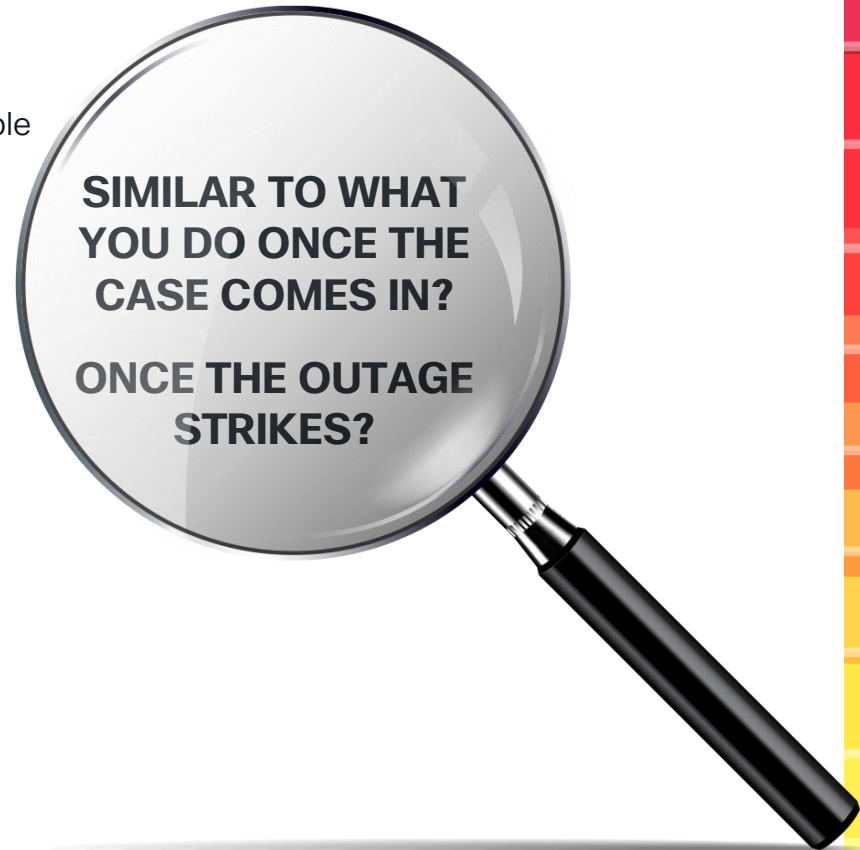 SIMILAR TO WHAT
YOU DO ONCE THE
CASE COMES IN?
ONCE THE OUTAGE
STRIKES?